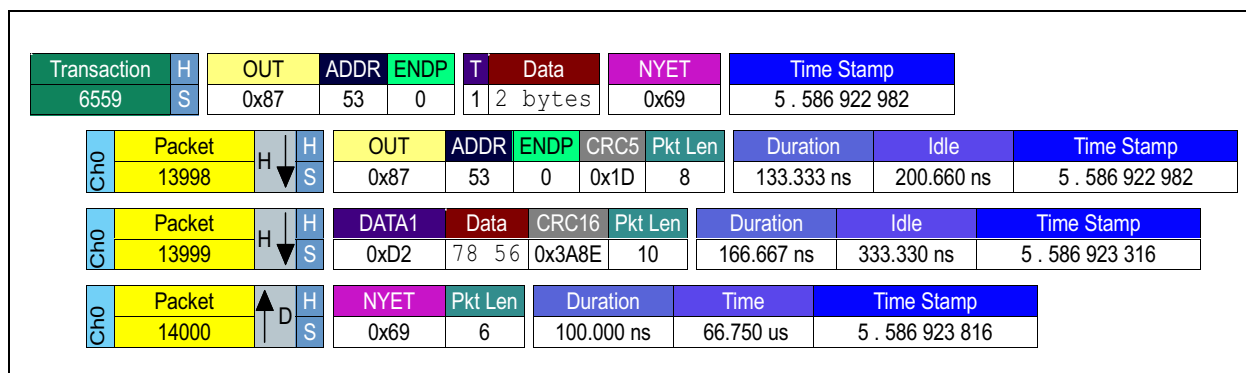 Transaction H OUT ADDR ENDP T Data NYET Time Stamp
6559 S 0x87 53 0 1 2 bytes 0x69 5 . 586 922 982
Ch0 Packet H H OUT ADDR ENDP CRC5 Pkt Len Duration Idle Time Stamp
13998 S 0x87 53 0 0x1D 8 133.333 ns 200.660 ns 5 . 586 922 982
Ch0 Packet H H DATA1 Data CRC16 Pkt Len Duration Idle Time Stamp
13999 S 0xD2 78 56 0x3A8E 10 166.667 ns 333.330 ns 5 . 586 923 316
Ch0 Packet D H NYET Pkt Len Duration Time Time Stamp
14000 S 0x69 6 100.000 ns 66.750 us 5 . 586 923 816